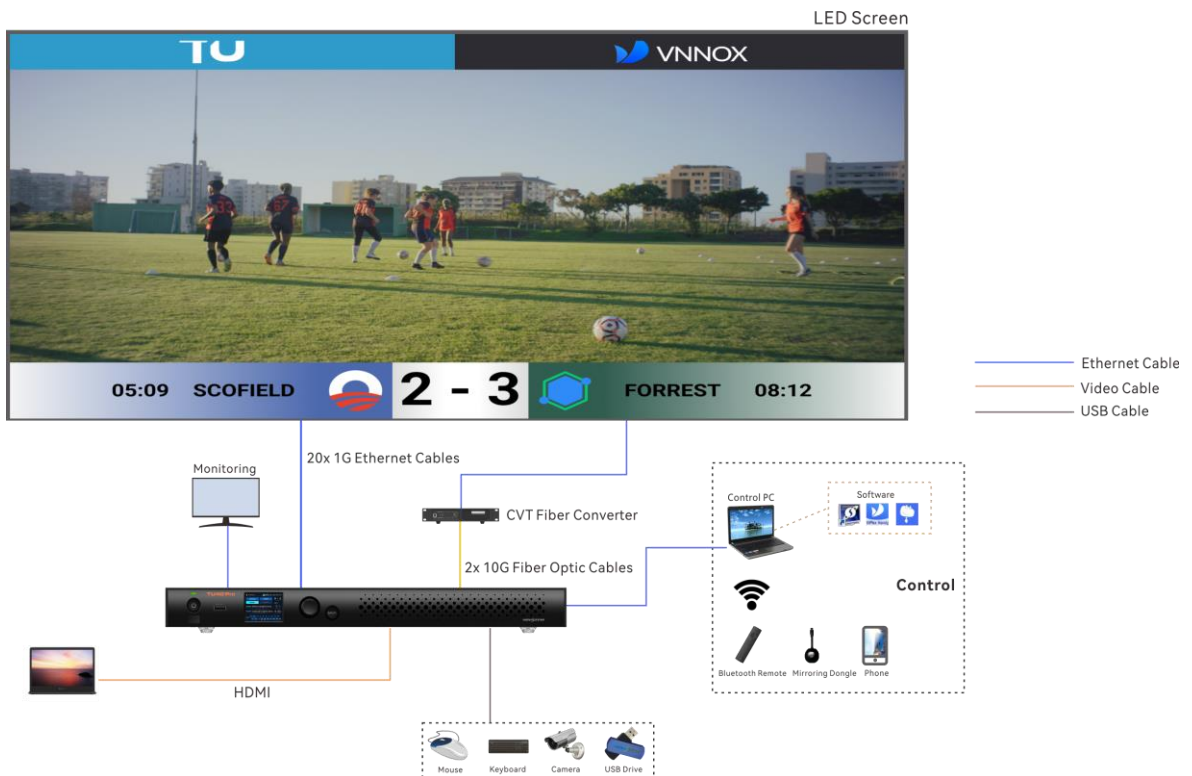 LED Screen
TU
VNNOX
05:09 SCOFIELD 2 - 3 FORREST 08:12
Ethernet Cable
Video Cable
USB Cable
20x 1G Ethernet Cables
Monitoring
CVT Fiber Converter
2x 10G Fiber Optic Cables
Control PC
Software
Control
Bluetooth Remote
Mirroring Dongle
Phone
HDMI
Mouse
Keyboard
Camera
USB Drive